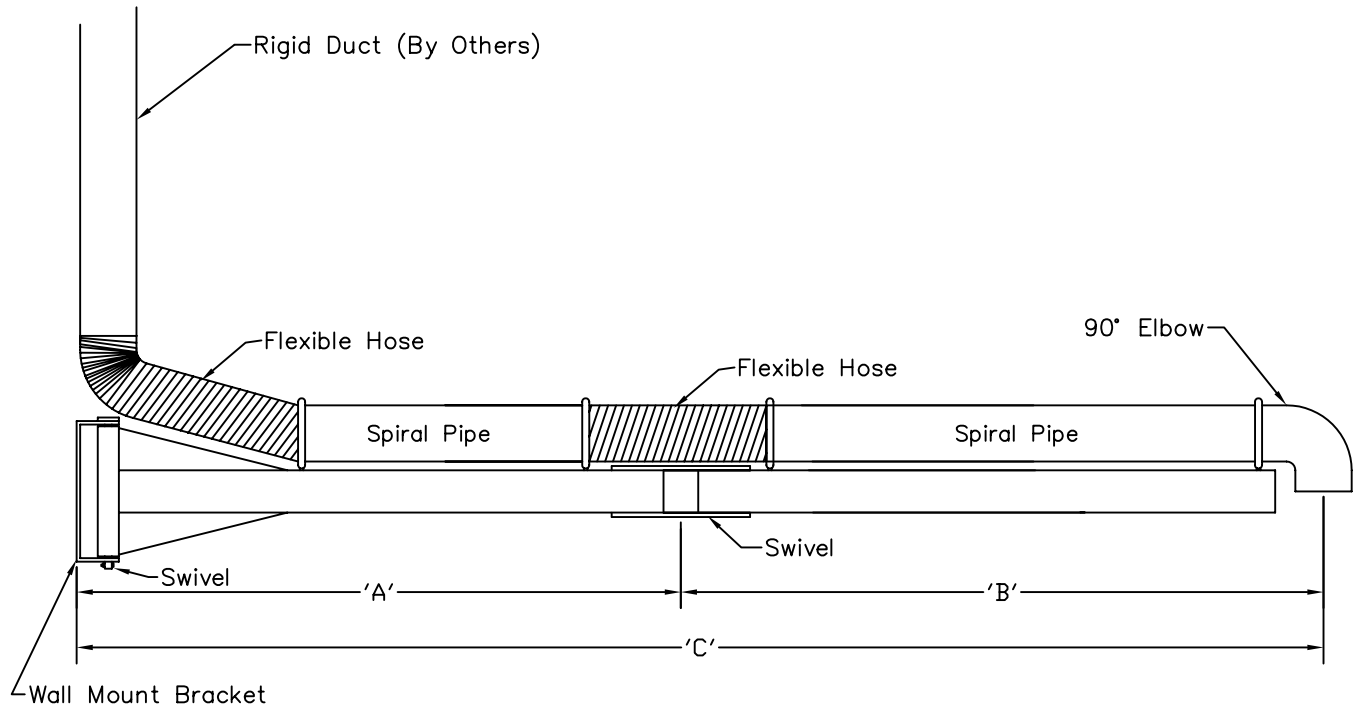 Rigid Duct (By Others)
90° Elbow
Flexible Hose
Flexible Hose
Spiral Pipe
Spiral Pipe
Swivel
Swivel
'A'
'B'
'C'
Wall Mount Bracket